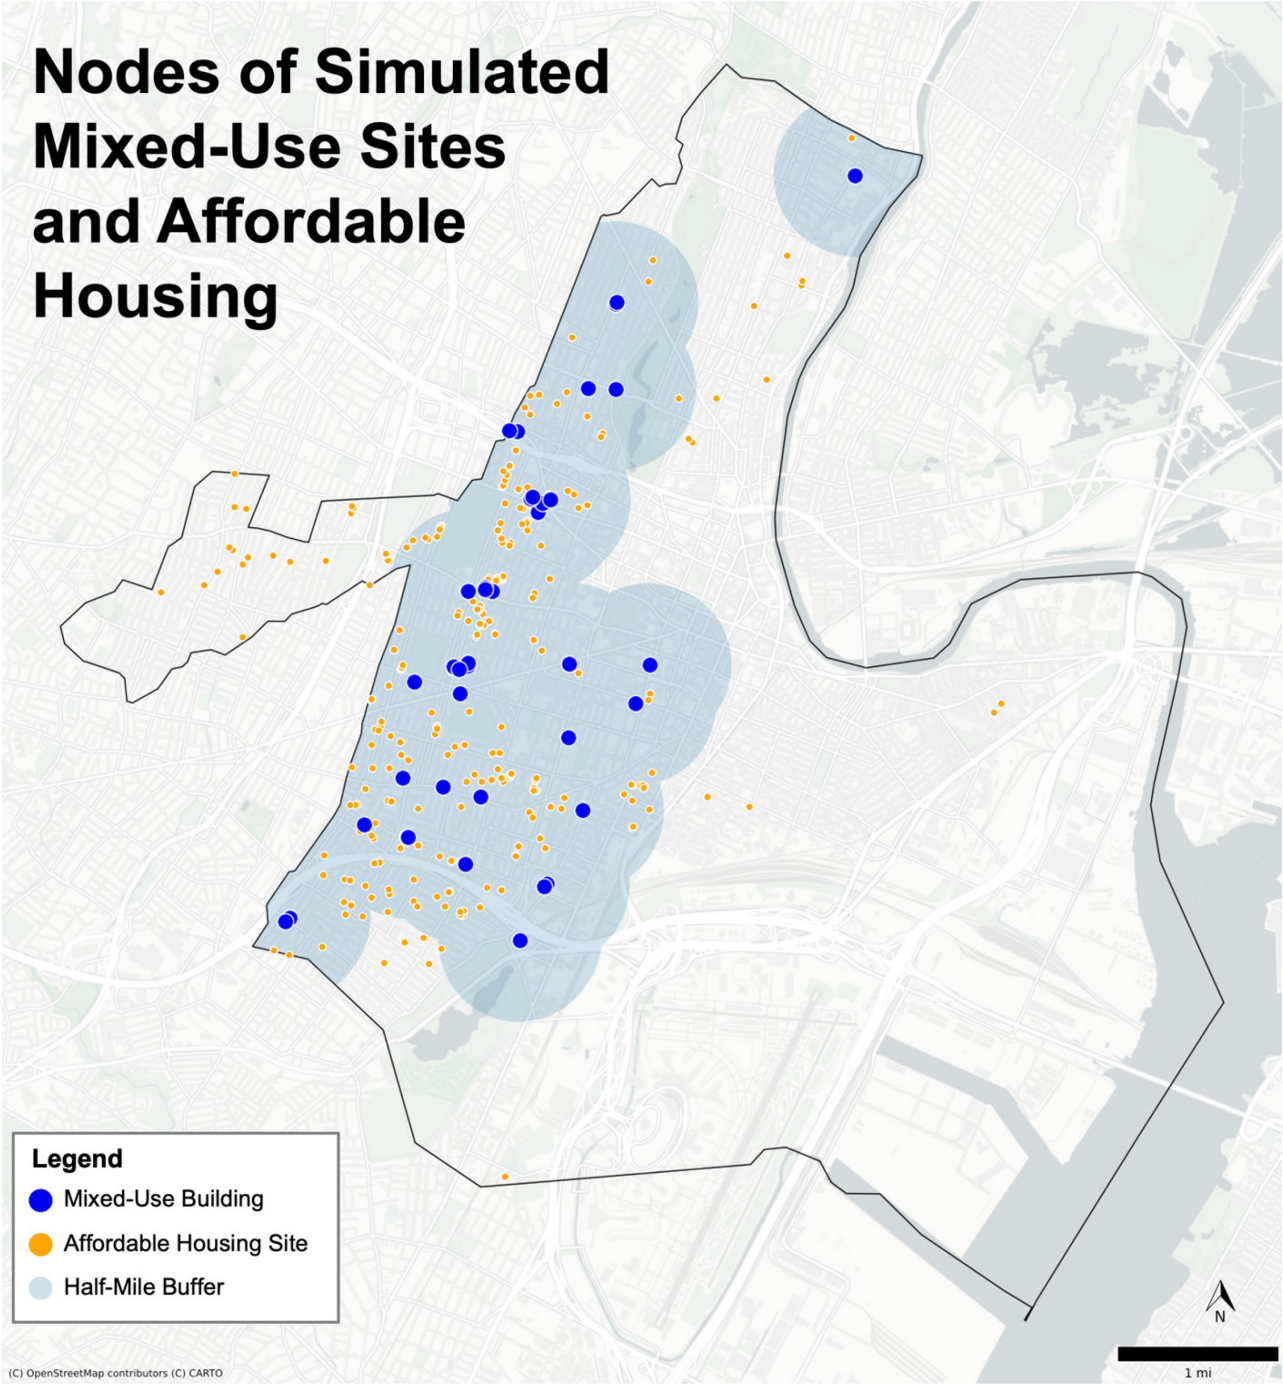 Nodes of Simulated
Mixed-Use Sites
and Affordable
Housing
Legend
Mixed-Use Building
Affordable Housing Site
Half-Mile Buffer
N
1 mi
(C) OpenStreetMap contributors (C) CARTO